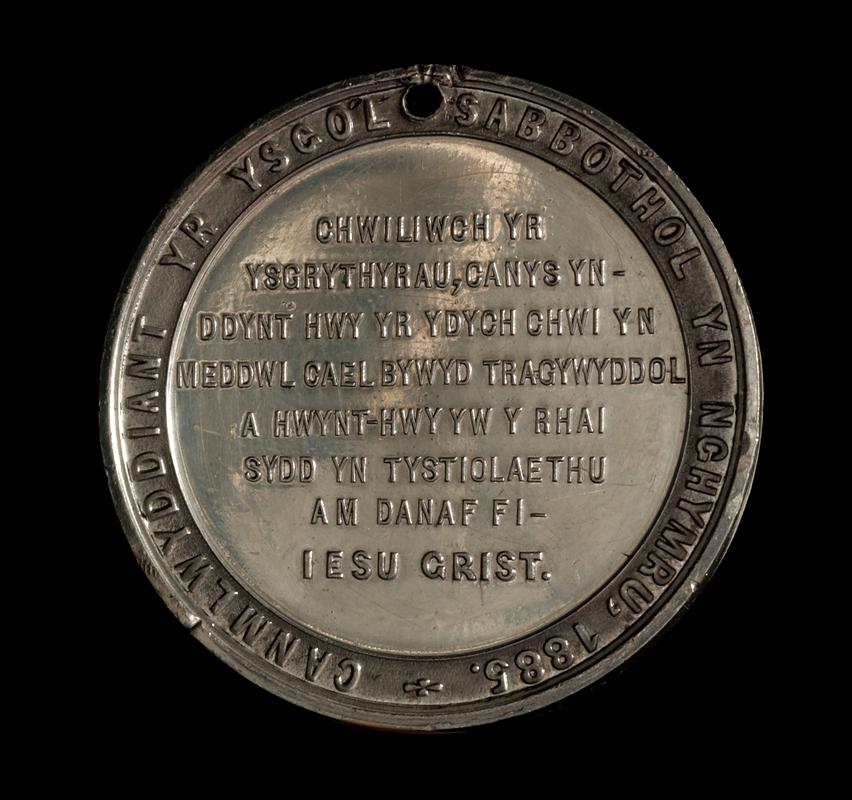 CANMLWYDDIANT YR YSGOL SABBOTHOL YN NGHYMRU, 1885.
CHWILIWCH YR
YSGRYTHYRAU, CANYS YN-
DDYNT HWY YR YDYCH CHWI YN
MEDDWL CAEL BYWYD TRAGYWYDDOL
A HWYNT-HWY YW Y RHAI
SYDD YN TYSTIOLAETHU
AM DANAF FI-
IESU GRIST.